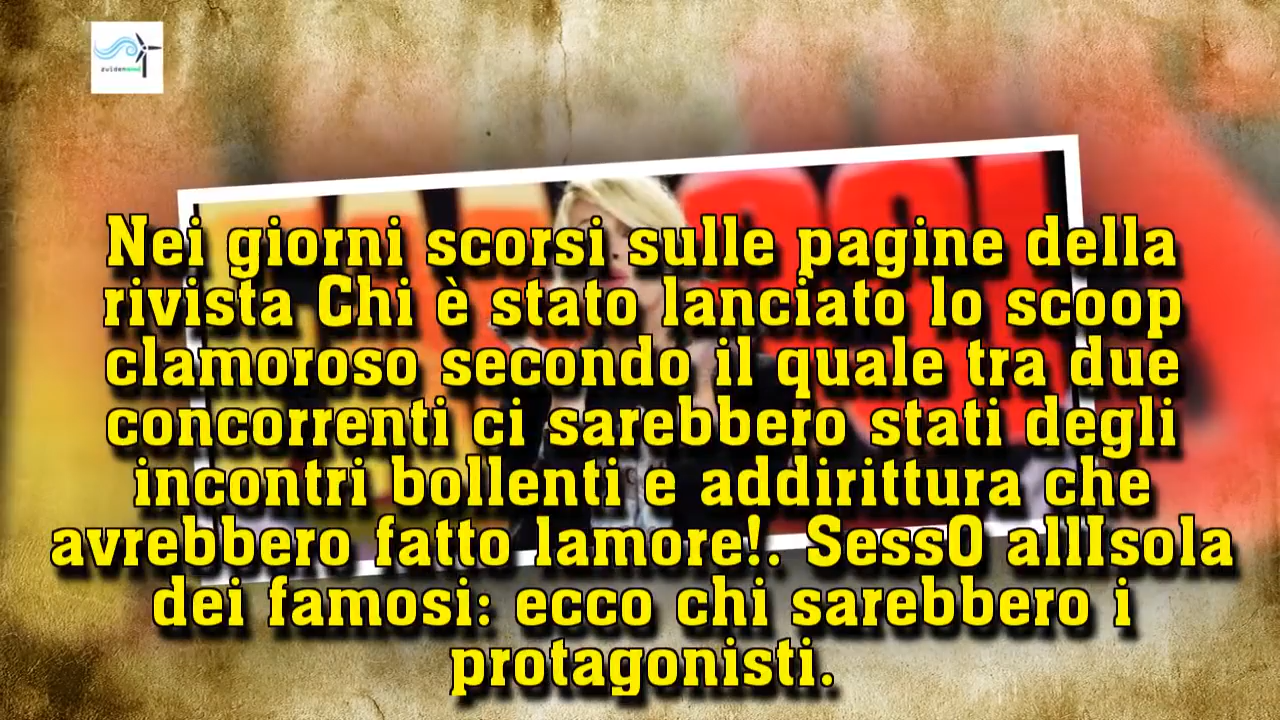 zuidenwind
Nei giorni scorsi sulle pagine della
rivista Chi è stato lanciato lo scoop
clamoroso secondo il quale tra due
concorrenti ci sarebbero stati degli
incontri bollenti e addirittura che
avrebbero fatto lamore!. SessO allIsola
dei famosi: ecco chi sarebbero i
protagonisti.